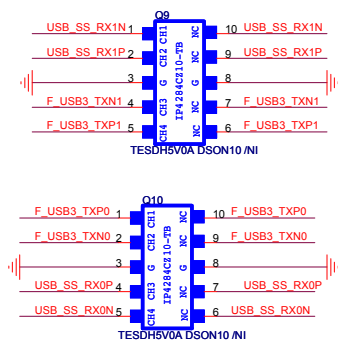 Q9
USB_SS_RX1N 1 CH1 NC 10 USB_SS_RX1N
USB_SS_RX1P 2 CH2 NC 9 USB_SS_RX1P
3 G G 8
F_USB3_TXN1 4 CH3 NC 7 F_USB3_TXN1
F_USB3_TXP1 5 CH4 NC 6 F_USB3_TXP1
IP4284CZ10-TB
TESDH5V0A DSON10 /NI
Q10
F_USB3_TXP0 1 CH1 NC 10 F_USB3_TXP0
F_USB3_TXN0 2 CH2 NC 9 F_USB3_TXN0
3 G G 8
USB_SS_RX0P 4 CH3 NC 7 USB_SS_RX0P
USB_SS_RX0N 5 CH4 NC 6 USB_SS_RX0N
IP4284CZ10-TB
TESDH5V0A DSON10 /NI